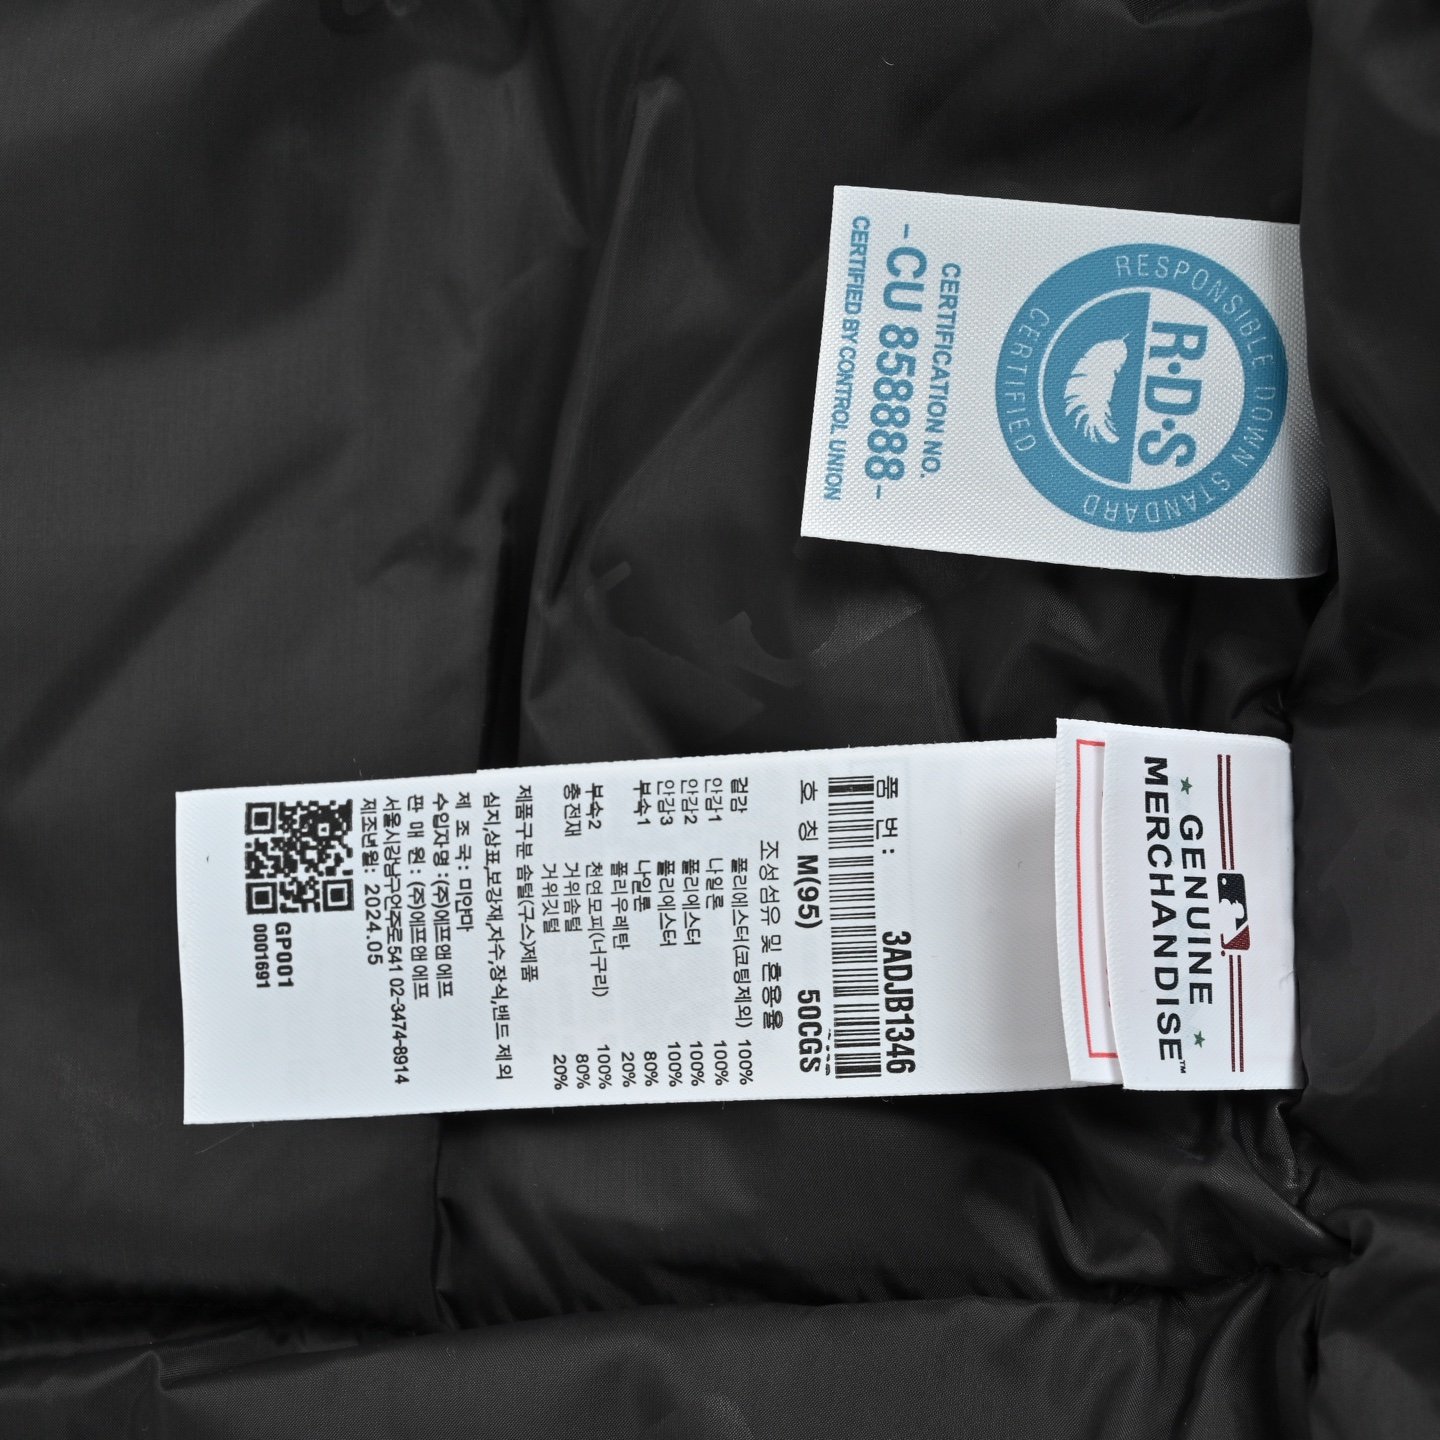 RESPONSIBLE DOWN STANDARD
CERTIFIED
R·D·S
CERTIFICATION NO.
-CU 858888-
CERTIFIED BY CONTROL UNION
GENUINE
MERCHANDISE™
품 번: 3ADJB1346
호 칭 M(95) 50CGS
조성섬유 및 혼용율
겉감 폴리에스터(코팅제외) 100%
안감1 나일론 100%
안감2 폴리에스터 100%
안감3 폴리에스터 100%
부속1 나일론 80%
폴리우레탄 20%
부속2 천연모피(너구리) 100%
충전재 거위솜털 80%
거위깃털 20%
제품구분 솜털(구스)제품
심지,상표,보강재,자수,장식,밴드 제외
제 조 국: 미얀마
수입자명: (주)에프앤에프
판 매 원: (주)에프앤에프
서울시강남구언주로541 02-3474-8914
제조년월: 2024.05
GP001
0001691